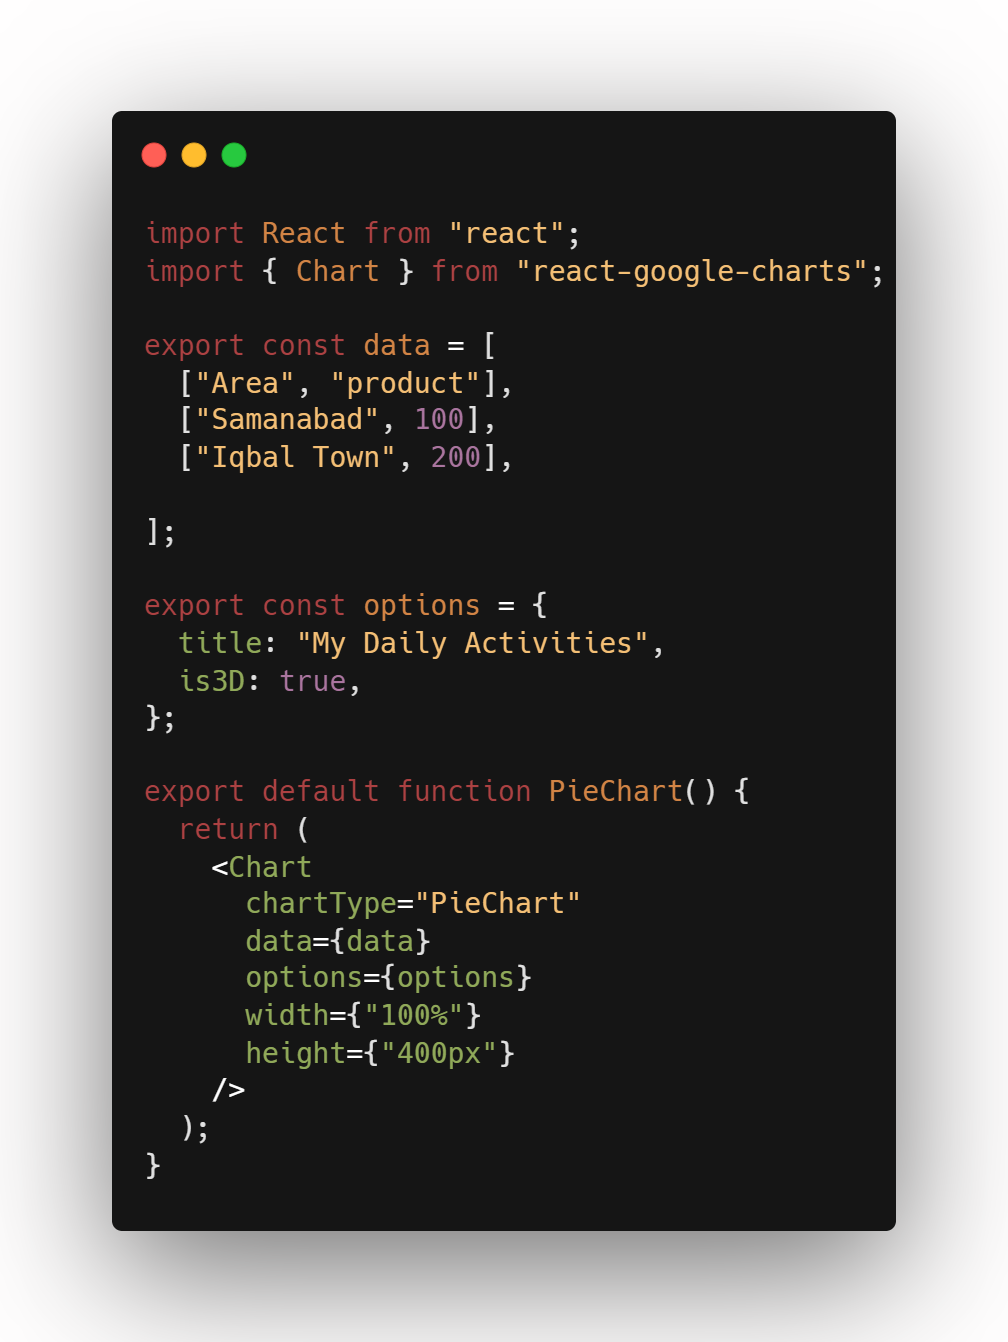 import React from "react";
import { Chart } from "react-google-charts";

export const data = [
  ["Area", "product"],
  ["Samanabad", 100],
  ["Iqbal Town", 200],

];

export const options = {
  title: "My Daily Activities",
  is3D: true,
};

export default function PieChart() {
  return (
    <Chart
      chartType="PieChart"
      data={data}
      options={options}
      width={"100%"}
      height={"400px"}
    />
  );
}